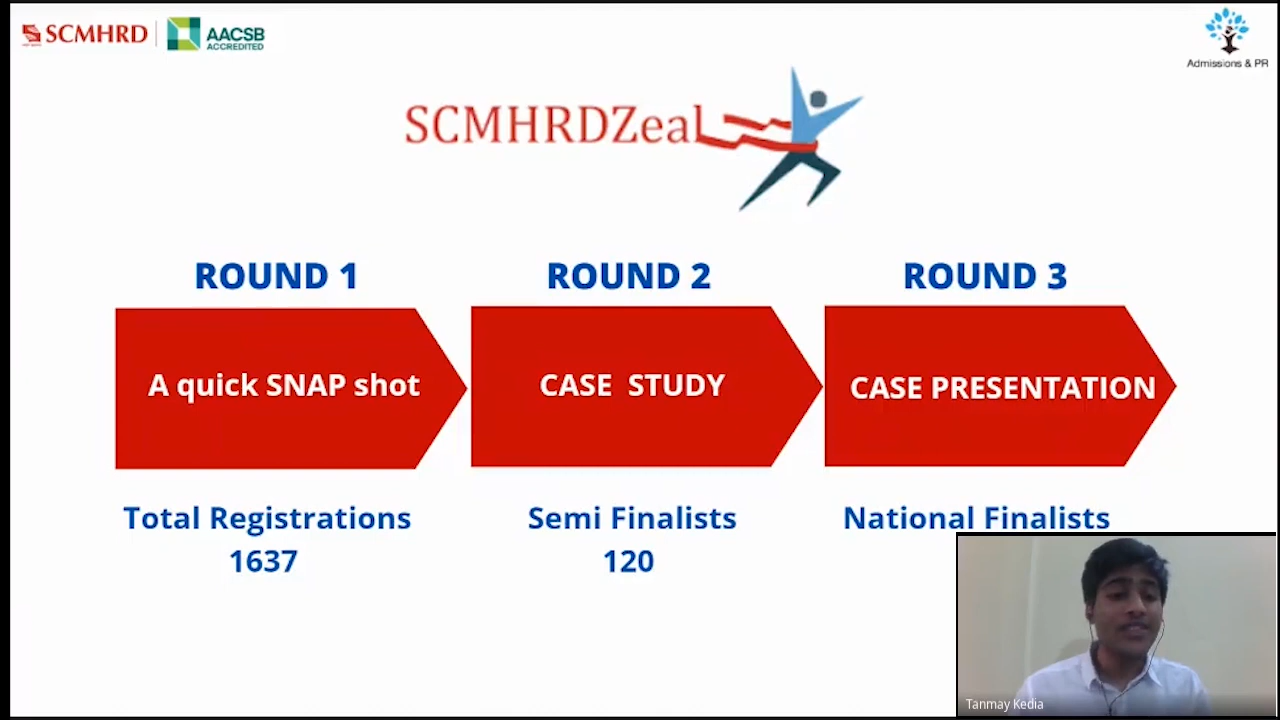 SCMHRD
AACSB
ACCREDITED
Admissions & PR
SCMHRDZeal
ROUND 1
ROUND 2
ROUND 3
A quick SNAP shot
CASE STUDY
CASE PRESENTATION
Total Registrations
1637
Semi Finalists
120
National Finalists
Tanmay Kedia